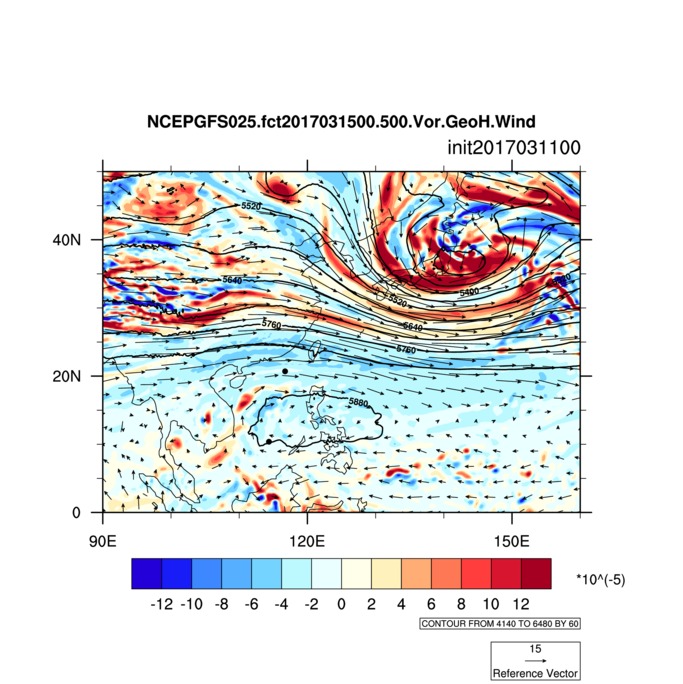 NCEPGFS025.fct2017031500.500.Vor.GeoH.Wind
init2017031100
5520
40N
5640
5400
5520
5760
5640
5760
20N
5880
0
90E 120E 150E
-12 -10 -8 -6 -4 -2 0 2 4 6 8 10 12
*10^(-5)
CONTOUR FROM 4140 TO 6480 BY 60
15
Reference Vector